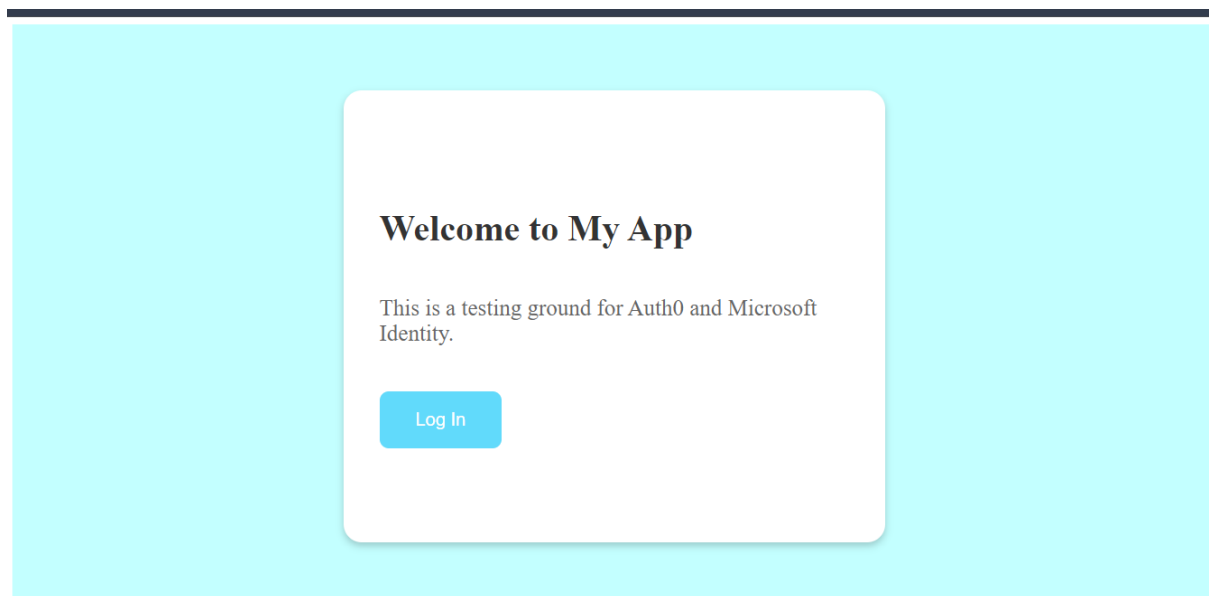 Welcome to My App
This is a testing ground for Auth0 and Microsoft
Identity.
Log In